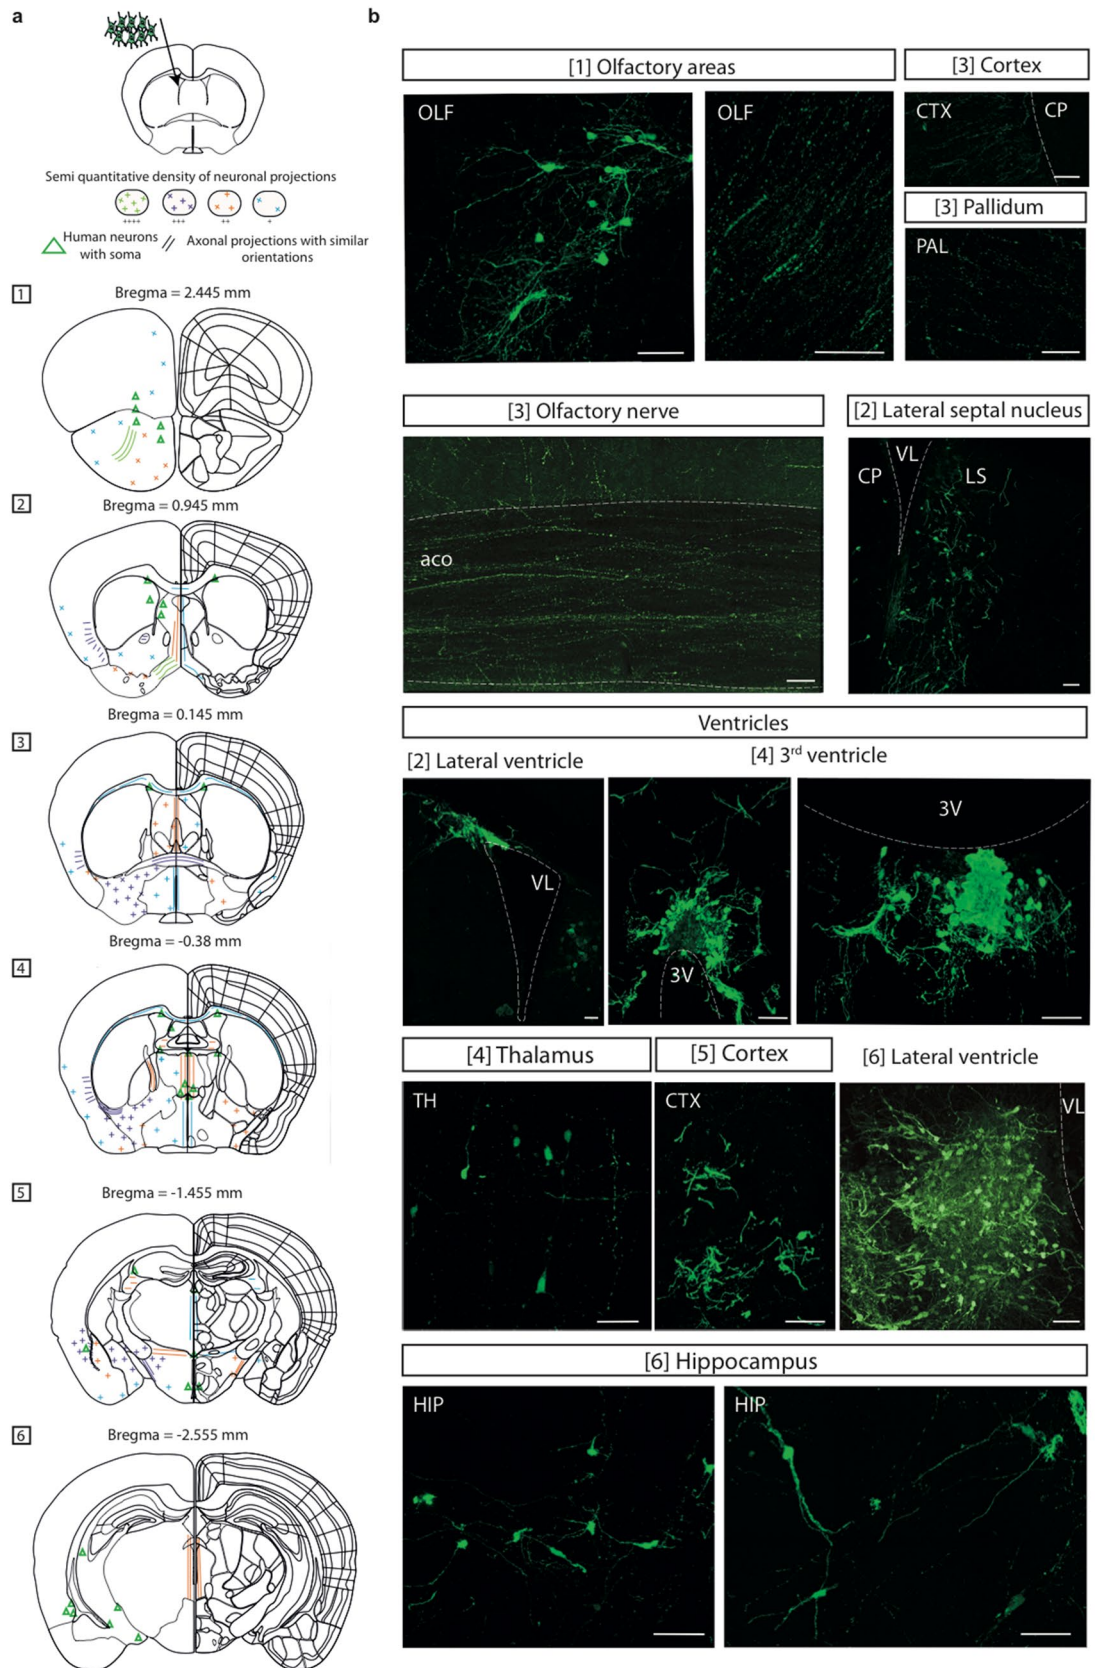 a
Semi quantitative density of neuronal projections
++++ +++ ++ +
Human neurons
with soma
Axonal projections with similar
orientations
1
Bregma = 2.445 mm
2
Bregma = 0.945 mm
Bregma = 0.145 mm
3
Bregma = -0.38 mm
4
5
Bregma = -1.455 mm
6
Bregma = -2.555 mm
b
[1] Olfactory areas
OLF
OLF
[3] Cortex
CTX
CP
[3] Pallidum
PAL
[3] Olfactory nerve
aco
[2] Lateral septal nucleus
VL
CP
LS
Ventricles
[2] Lateral ventricle
[4] 3rd ventricle
VL
3V
3V
[4] Thalamus
TH
[5] Cortex
CTX
[6] Lateral ventricle
VL
[6] Hippocampus
HIP
HIP